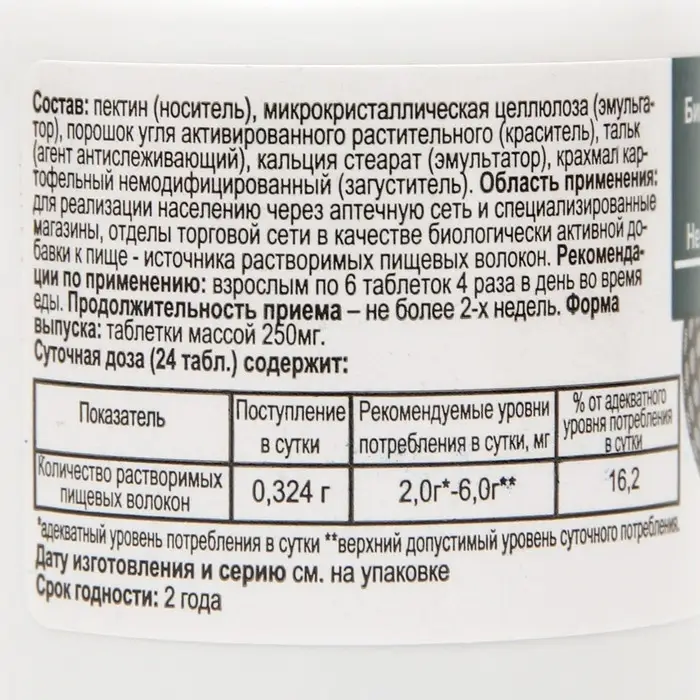 Состав: пектин (носитель), микрокристаллическая целлюлоза (эмульга-
тор), порошок угля активированного растительного (краситель), тальк
(агент антислеживающий), кальция стеарат (эмультатор), крахмал кар-
тофельный немодифицированный (загуститель). Область применения:
для реализации населению через аптечную сеть и специализированные
магазины, отделы торговой сети в качестве биологически активной до-
бавки к пище - источника растворимых пищевых волокон. Рекоменда-
ции по применению: взрослым по 6 таблеток 4 раза в день во время
еды. Продолжительность приема – не более 2-х недель. Форма
выпуска: таблетки массой 250мг.
Суточная доза (24 табл.) содержит:
Показатель
Поступление
в сутки
Рекомендуемые уровни
потребления в сутки, мг
% от адекватного
уровня потребления
в сутки
Количество растворимых
пищевых волокон
0,324 г
2,0г*-6,0г**
16,2
*адекватный уровень потребления в сутки **верхний допустимый уровень суточного потребления.
Дату изготовления и серию см. на упаковке
Срок годности: 2 года